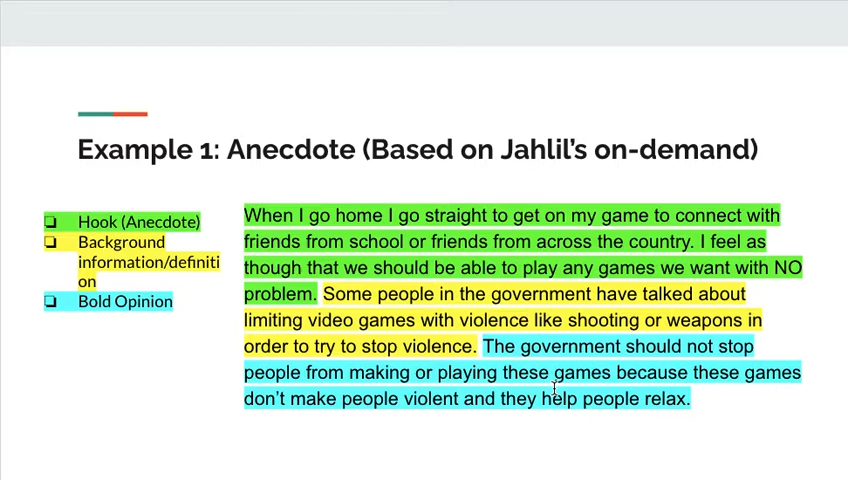 Example 1: Anecdote (Based on Jahlil's on-demand)
❏ Hook (Anecdote)
❏ Background
information/definiti
on
❏ Bold Opinion
When I go home I go straight to get on my game to connect with
friends from school or friends from across the country. I feel as
though that we should be able to play any games we want with NO
problem. Some people in the government have talked about
limiting video games with violence like shooting or weapons in
order to try to stop violence. The government should not stop
people from making or playing these games because these games
don't make people violent and they help people relax.